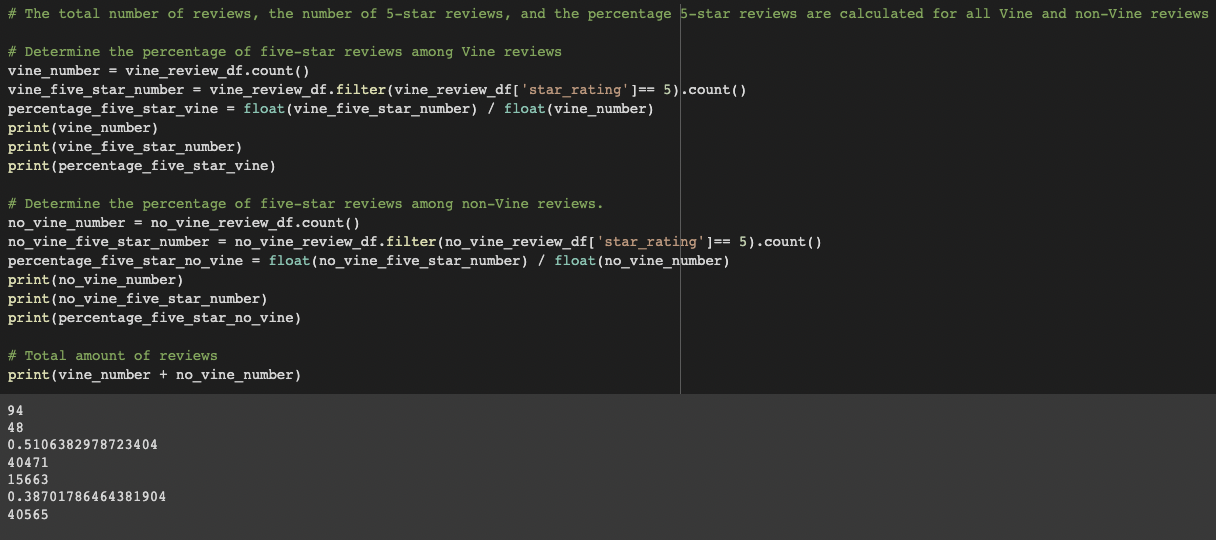 # The total number of reviews, the number of 5-star reviews, and the percentage 5-star reviews are calculated for all Vine and non-Vine reviews
# Determine the percentage of five-star reviews among Vine reviews
vine_number = vine_review_df.count()
vine_five_star_number = vine_review_df.filter(vine_review_df['star_rating']== 5).count()
percentage_five_star_vine = float(vine_five_star_number) / float(vine_number)
print(vine_number)
print(vine_five_star_number)
print(percentage_five_star_vine)
# Determine the percentage of five-star reviews among non-Vine reviews.
no_vine_number = no_vine_review_df.count()
no_vine_five_star_number = no_vine_review_df.filter(no_vine_review_df['star_rating']== 5).count()
percentage_five_star_no_vine = float(no_vine_five_star_number) / float(no_vine_number)
print(no_vine_number)
print(no_vine_five_star_number)
print(percentage_five_star_no_vine)
# Total amount of reviews
print(vine_number + no_vine_number)
94
48
0.5106382978723404
40471
15663
0.38701786464381904
40565